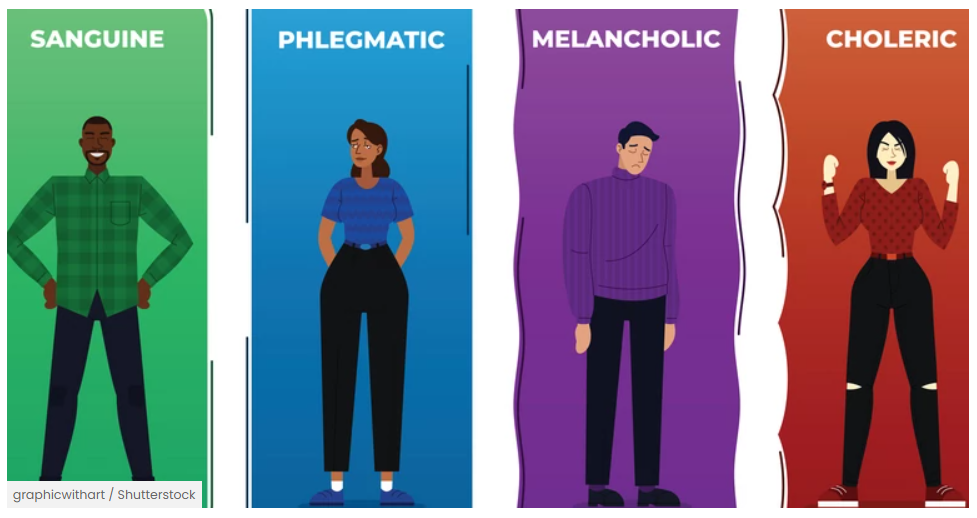 SANGUINE
PHLEGMATIC
MELANCHOLIC
CHOLERIC
graphicwithart / Shutterstock